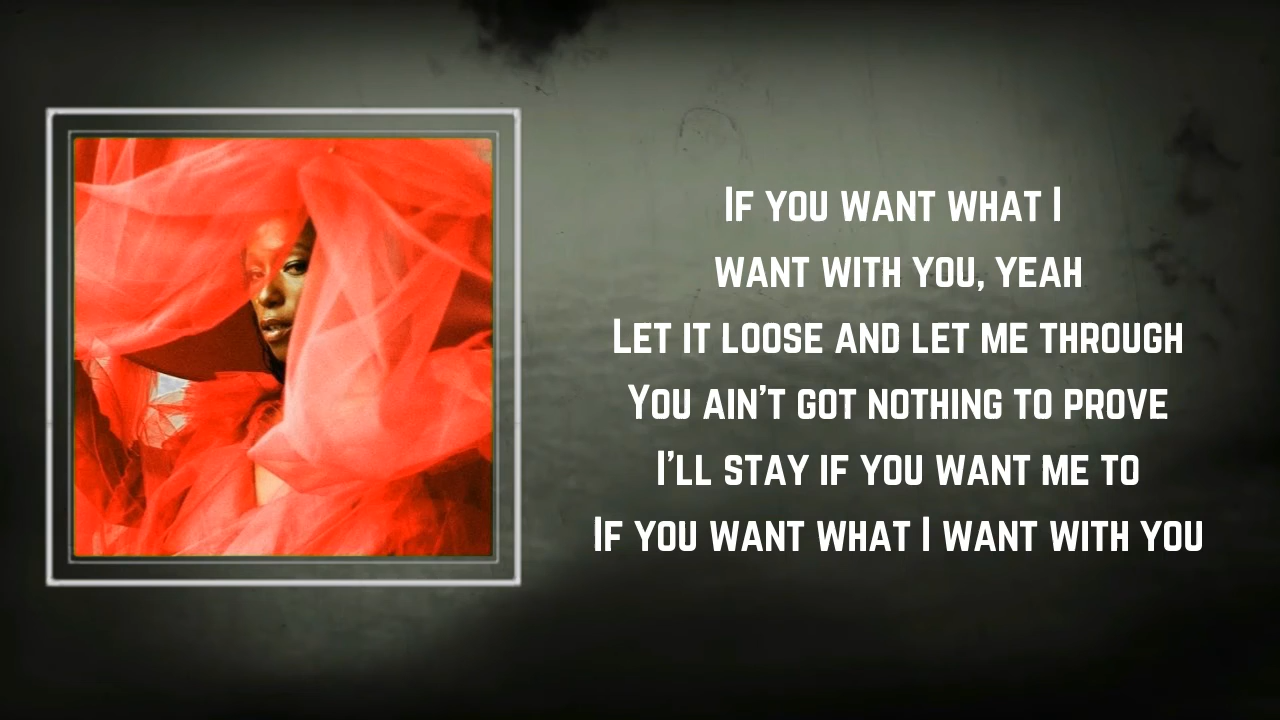 If you want what I
want with you, yeah
Let it loose and let me through
You ain't got nothing to prove
I'll stay if you want me to
If you want what I want with you